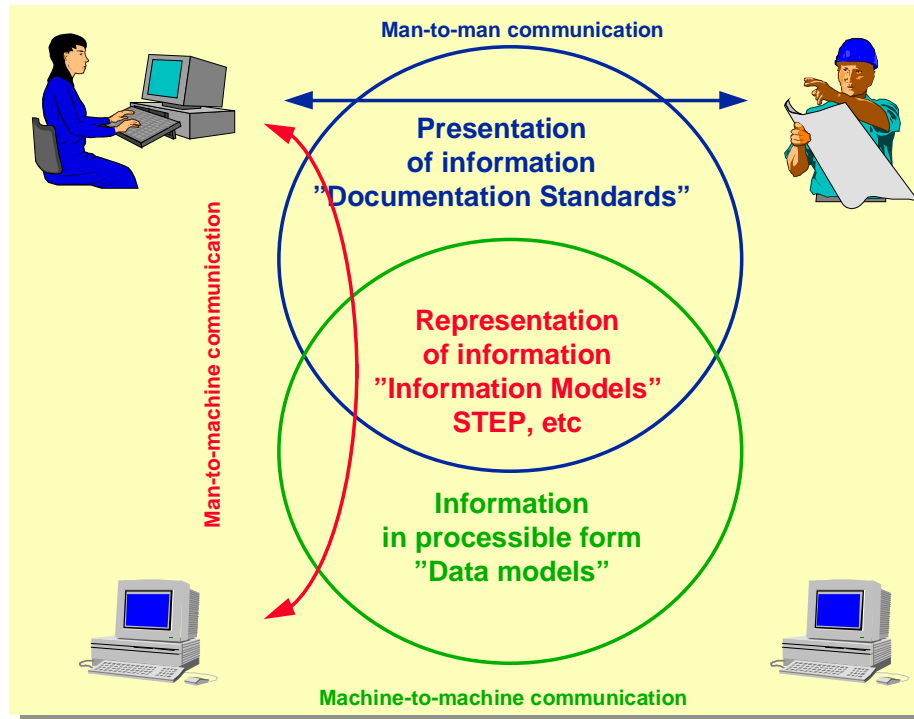 Man-to-man communication
Presentation
of information
”Documentation Standards”
Man-to-machine communication
Representation
of information
”Information Models”
STEP, etc
Information
in processible form
”Data models”
Machine-to-machine communication